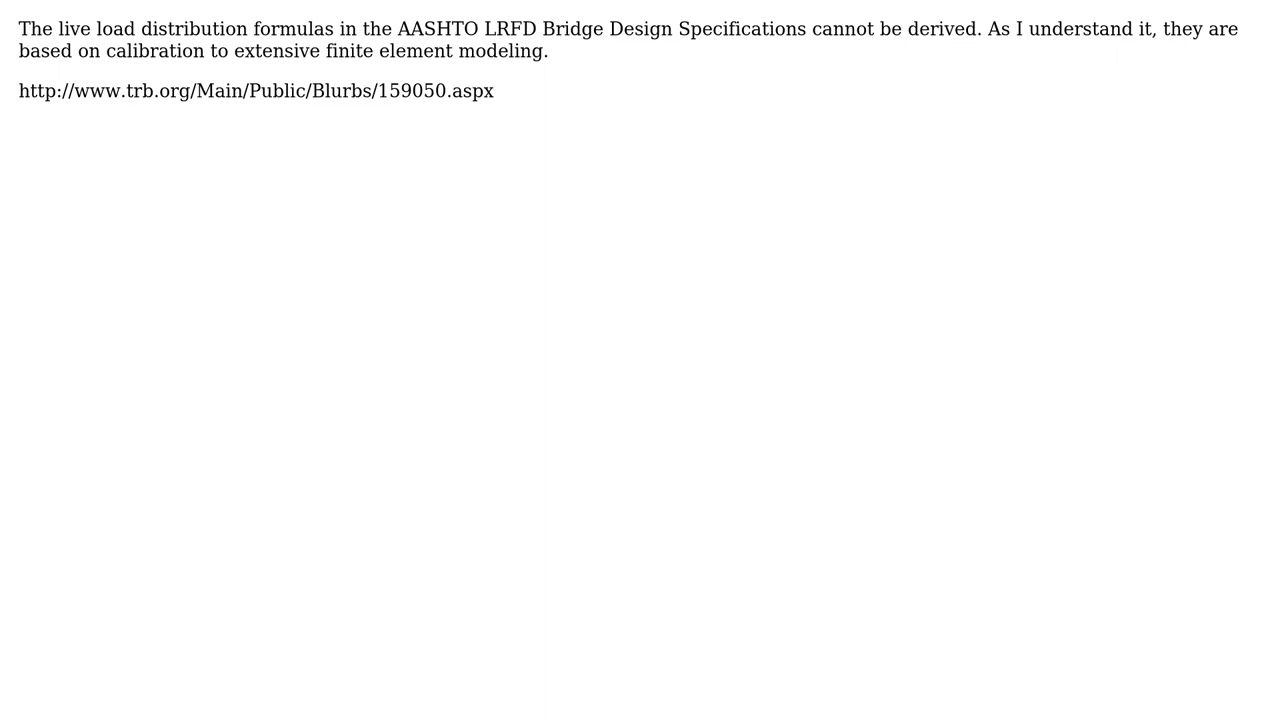 The live load distribution formulas in the AASHTO LRFD Bridge Design Specifications cannot be derived. As I understand it, they are
based on calibration to extensive finite element modeling.
http://www.trb.org/Main/Public/Blurbs/159050.aspx